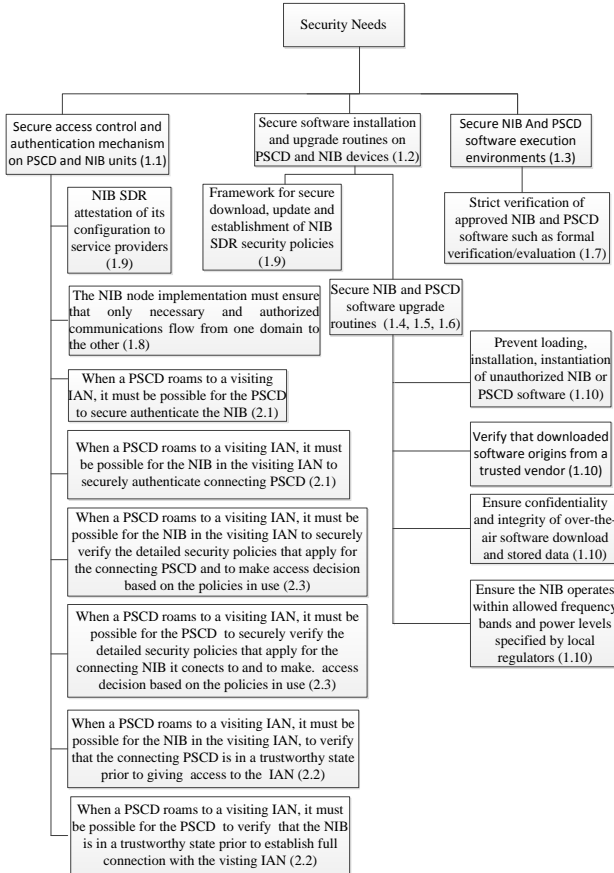 Security Needs
Secure access control and
authentication mechanism
on PSCD and NIB units (1.1)
Secure software installation
and upgrade routines on
PSCD and NIB devices (1.2)
Secure NIB And PSCD
software execution
environments (1.3)
NIB SDR
attestation of its
configuration to
service providers
(1.9)
Framework for secure
download, update and
establishment of NIB
SDR security policies
(1.9)
Strict verification of
approved NIB and PSCD
software such as formal
verification/evaluation (1.7)
The NIB node implementation must ensure
that only necessary and authorized
communications flow from one domain to
the other (1.8)
Secure NIB and PSCD
software upgrade
routines (1.4, 1.5, 1.6)
Prevent loading,
installation, instantiation
of unauthorized NIB or
PSCD software (1.10)
When a PSCD roams to a visiting
IAN, it must be possible for the PSCD
to secure authenticate the NIB (2.1)
When a PSCD roams to a visiting IAN, it must
be possible for the NIB in the visiting IAN to
securely authenticate connecting PSCD (2.1)
Verify that downloaded
software origins from a
trusted vendor (1.10)
When a PSCD roams to a visiting IAN, it must be
possible for the NIB in the visiting IAN to securely
verify the detailed security policies that apply for
the connecting PSCD and to make access decision
based on the policies in use (2.3)
Ensure confidentiality
and integrity of over-the-
air software download
and stored data (1.10)
When a PSCD roams to a visiting IAN, it must be
possible for the PSCD to securely verify the
detailed security policies that apply for the
connecting NIB it conects to and to make. access
decision based on the policies in use (2.3)
Ensure the NIB operates
within allowed frequency
bands and power levels
specified by local
regulators (1.10)
When a PSCD roams to a visiting IAN, it must be
possible for the NIB in the visiting IAN, to verify
that the connecting PSCD is in a trustworthy state
prior to giving access to the IAN (2.2)
When a PSCD roams to a visiting IAN, it must
be possible for the PSCD to verify that the NIB
is in a trustworthy state prior to establish full
connection with the visting IAN (2.2)